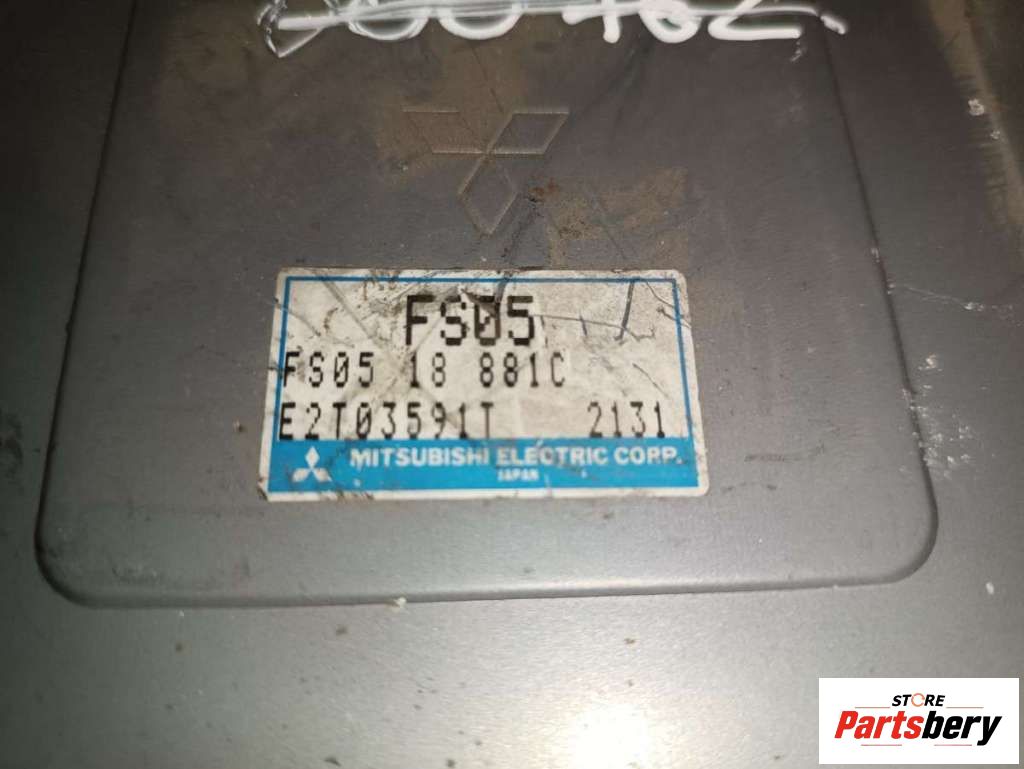 FS05
FS05 18 881C
E2T03591T 2131
MITSUBISHI ELECTRIC CORP.
JAPAN
STORE
Partsbery